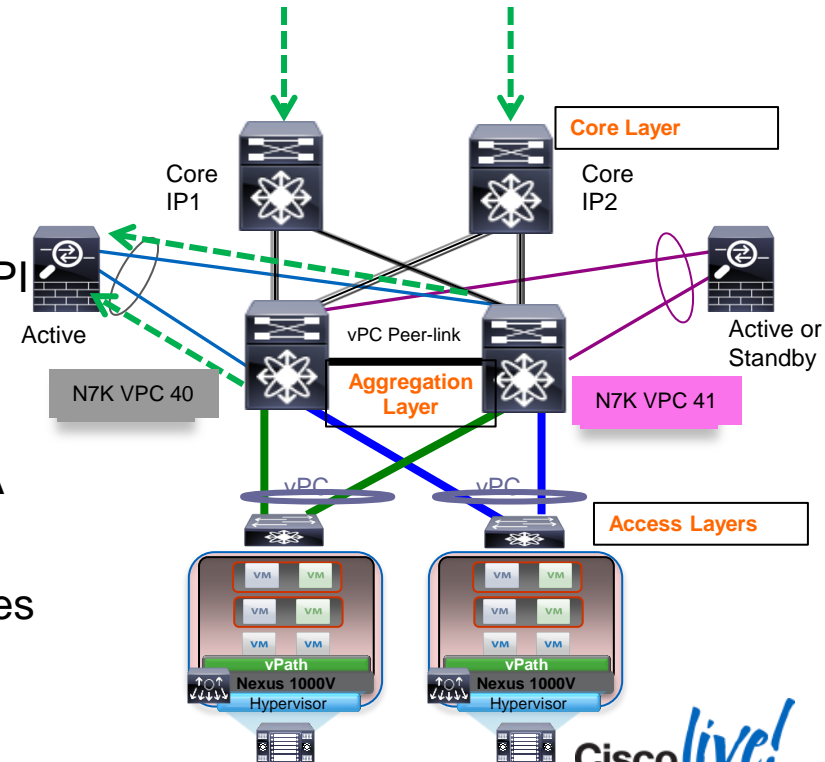 Core Layer
Core
IP1
Core
IP2
PI
Active
vPC Peer-link
Active or
Standby
N7K VPC 40
Aggregation
Layer
N7K VPC 41
A
vPC
vPC
Access Layers
es
VM VM
VM VM
VM VM
VM VM
VM VM
VM VM
vPath
vPath
Nexus 1000V
Nexus 1000V
Hypervisor
Hypervisor
Cisco live!